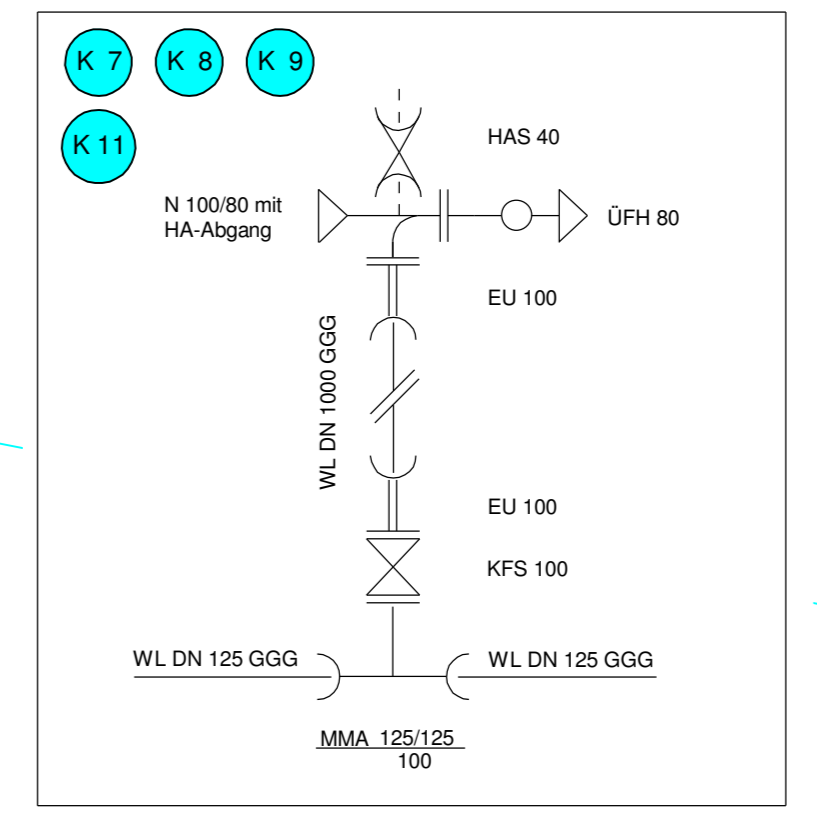 K 7
K 8
K 9
K 11
HAS 40
N 100/80 mit
HA-Abgang
ÜFH 80
EU 100
WL DN 1000 GGG
EU 100
KFS 100
WL DN 125 GGG
WL DN 125 GGG
MMA 125/125
100